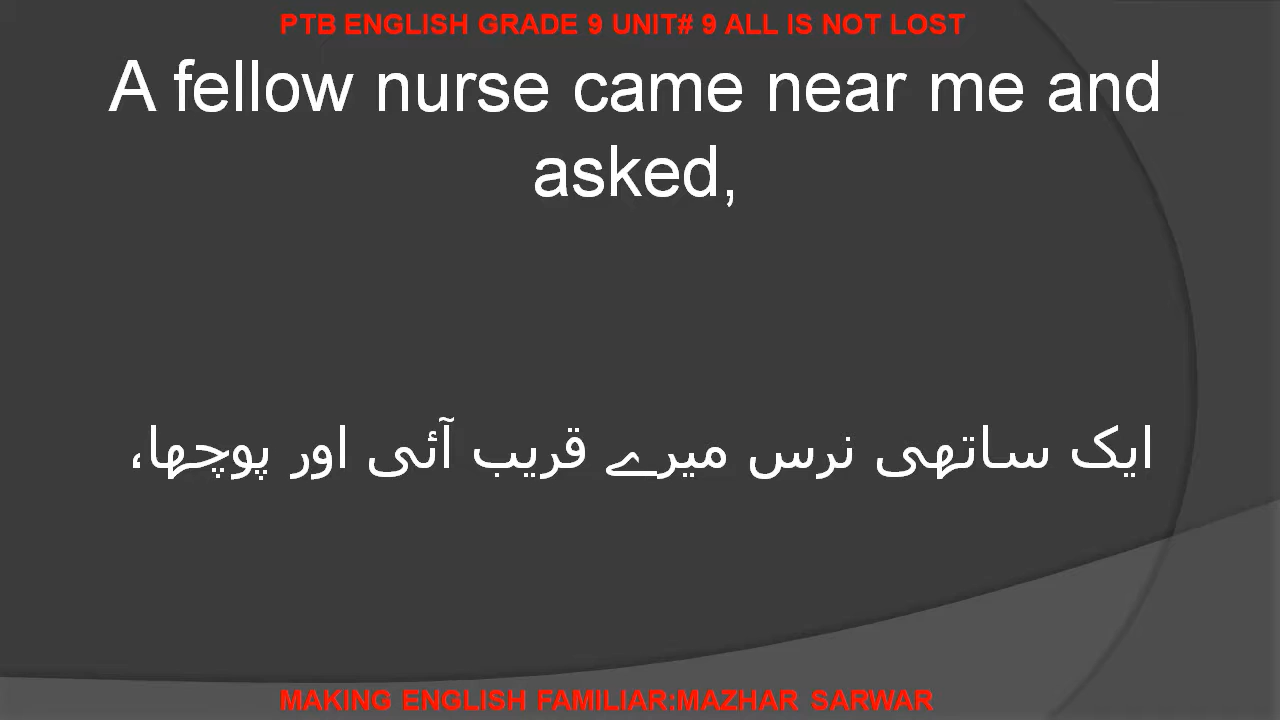 PTB ENGLISH GRADE 9 UNIT# 9 ALL IS NOT LOST
A fellow nurse came near me and
asked,
ایک ساتھی نرس میرے قریب آئی اور پوچھا،
MAKING ENGLISH FAMILIAR:MAZHAR SARWAR